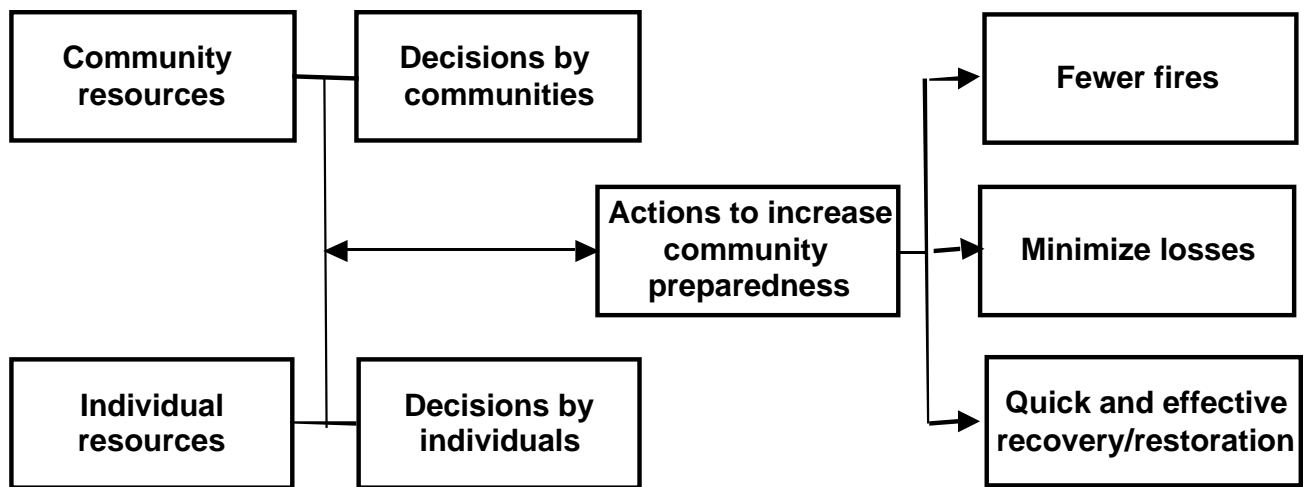 Community
resources
Decisions by
communities
Fewer fires
Actions to increase
community
preparedness
Minimize losses
Individual
resources
Decisions by
individuals
Quick and effective
recovery/restoration